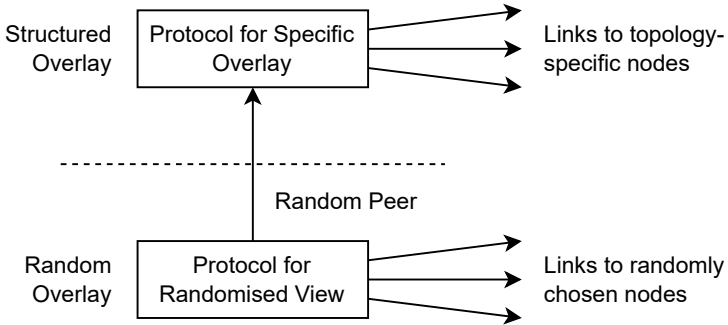 Structured
Overlay
Protocol for Specific
Overlay
Links to topology-
specific nodes
Random Peer
Random
Overlay
Protocol for
Randomised View
Links to randomly
chosen nodes